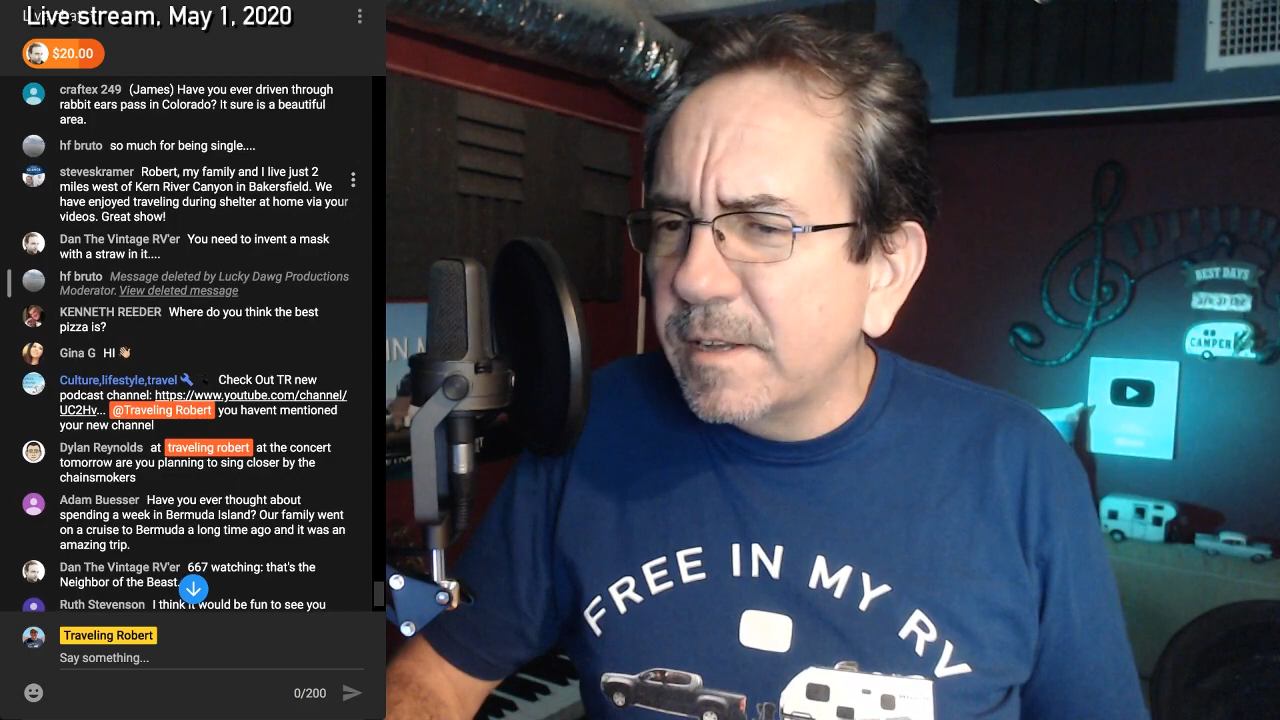 Live stream, May 1, 2020
$20.00
craftex 249 (James) Have you ever driven through
rabbit ears pass in Colorado? It sure is a beautiful
area.
hf bruto so much for being single....
steveskramer Robert, my family and I live just 2
miles west of Kern River Canyon in Bakersfield. We
have enjoyed traveling during shelter at home via your
videos. Great show!
Dan The Vintage RV'er You need to invent a mask
with a straw in it....
hf bruto Message deleted by Lucky Dawg Productions
Moderator. View deleted message
KENNETH REEDER Where do you think the best
pizza is?
Gina G HI
Culture,lifestyle,travel Check Out TR new
podcast channel: https://www.youtube.com/channel/
UC2Hv... @Traveling Robert you havent mentioned
your new channel
Dylan Reynolds at traveling robert at the concert
tomorrow are you planning to sing closer by the
chainsmokers
Adam Buesser Have you ever thought about
spending a week in Bermuda Island? Our family went
on a cruise to Bermuda a long time ago and it was an
amazing trip.
Dan The Vintage RV'er 667 watching: that's the
Neighbor of the Beast.
Ruth Stevenson I think it would be fun to see you
Traveling Robert
Say something...
0/200
BEST DAYS
CAMPER
FREE IN MY RV